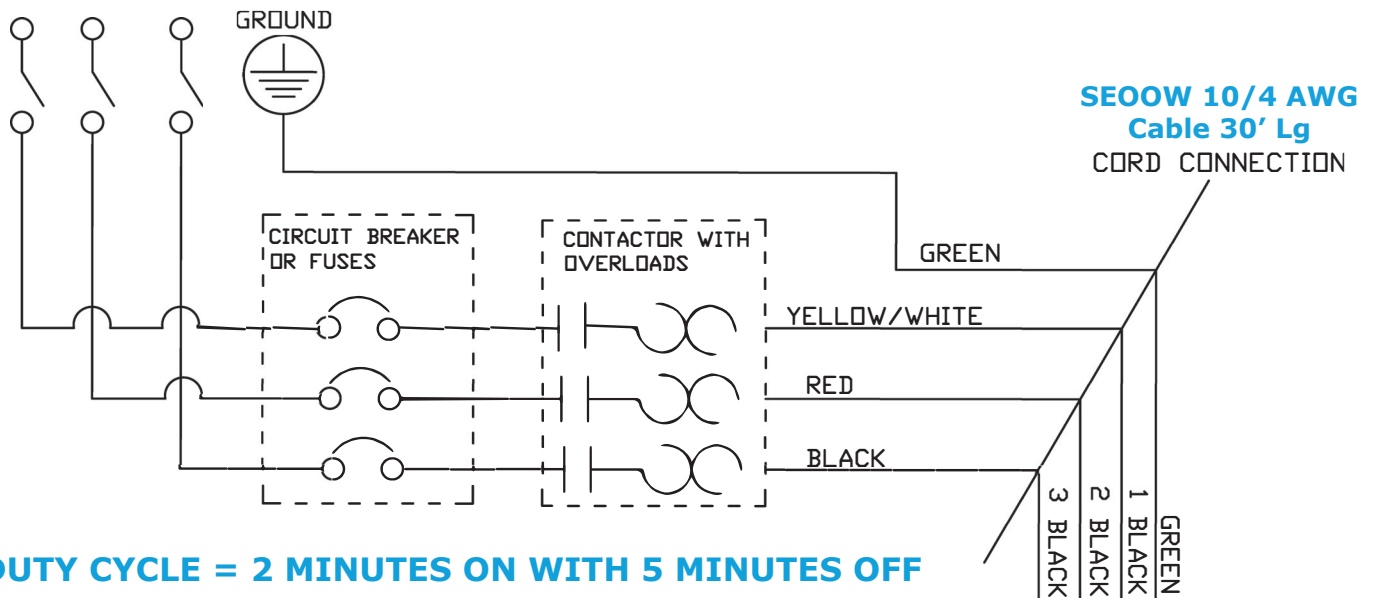 GROUND
SEOOW 10/4 AWG
Cable 30' Lg
CORD CONNECTION
CIRCUIT BREAKER
OR FUSES
CONTACTOR WITH
OVERLOADS
GREEN
YELLOW/WHITE
RED
BLACK
3 BLACK
2 BLACK
1 BLACK
GREEN
DUTY CYCLE = 2 MINUTES ON WITH 5 MINUTES OFF